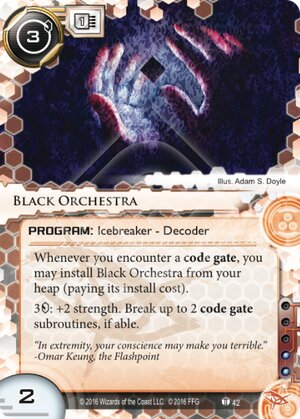 3
1
Illus. Adam S. Doyle
BLACK ORCHESTRA
PROGRAM: Icebreaker - Decoder
Whenever you encounter a code gate, you
may install Black Orchestra from your
heap (paying its install cost).
3: +2 strength. Break up to 2 code gate
subroutines, if able.
"In extremity, your conscience may make you terrible."
-Omar Keung, the Flashpoint
2
© 2016 Wizards of the Coast LLC. © 2016 FFG
42